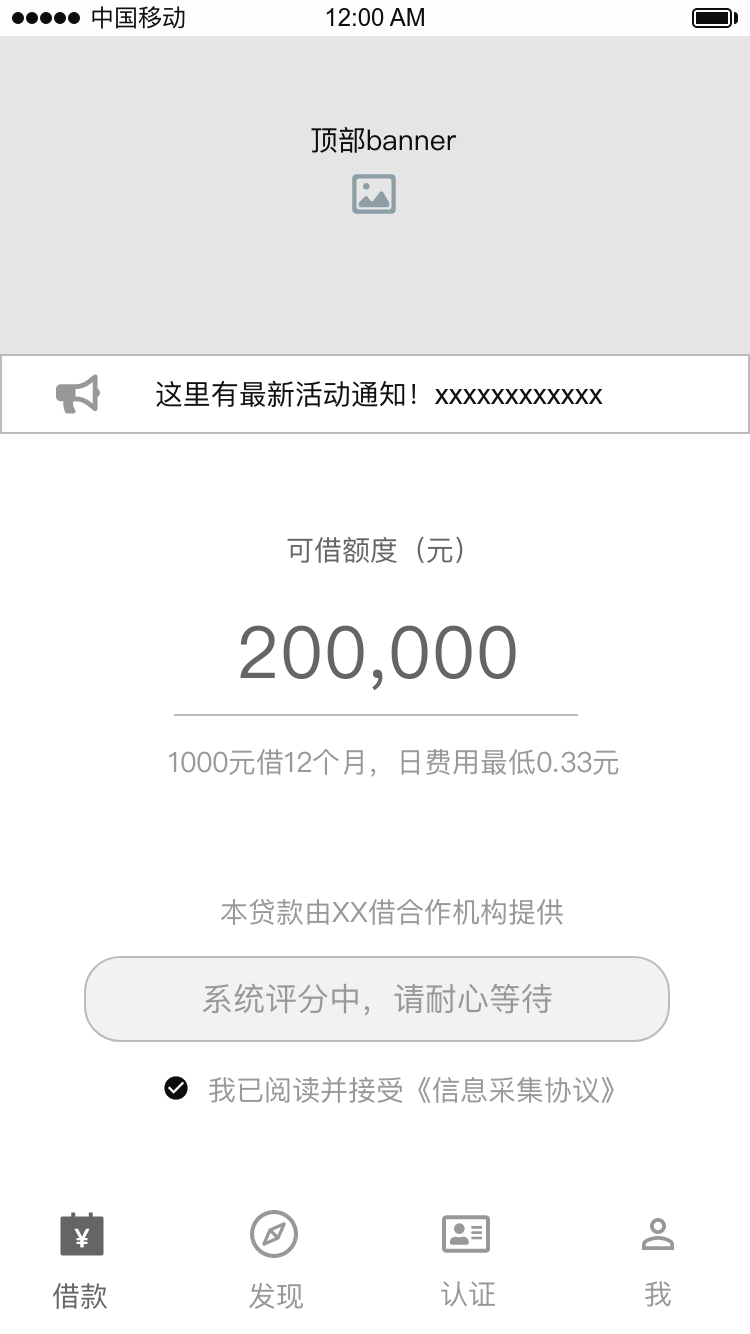 中国移动 12:00 AM
顶部banner
这里有最新活动通知！xxxxxxxxxxxx
可借额度（元）
200,000
1000元借12个月，日费用最低0.33元
本贷款由XX借合作机构提供
系统评分中，请耐心等待
我已阅读并接受《信息采集协议》
¥
借款 发现 认证 我